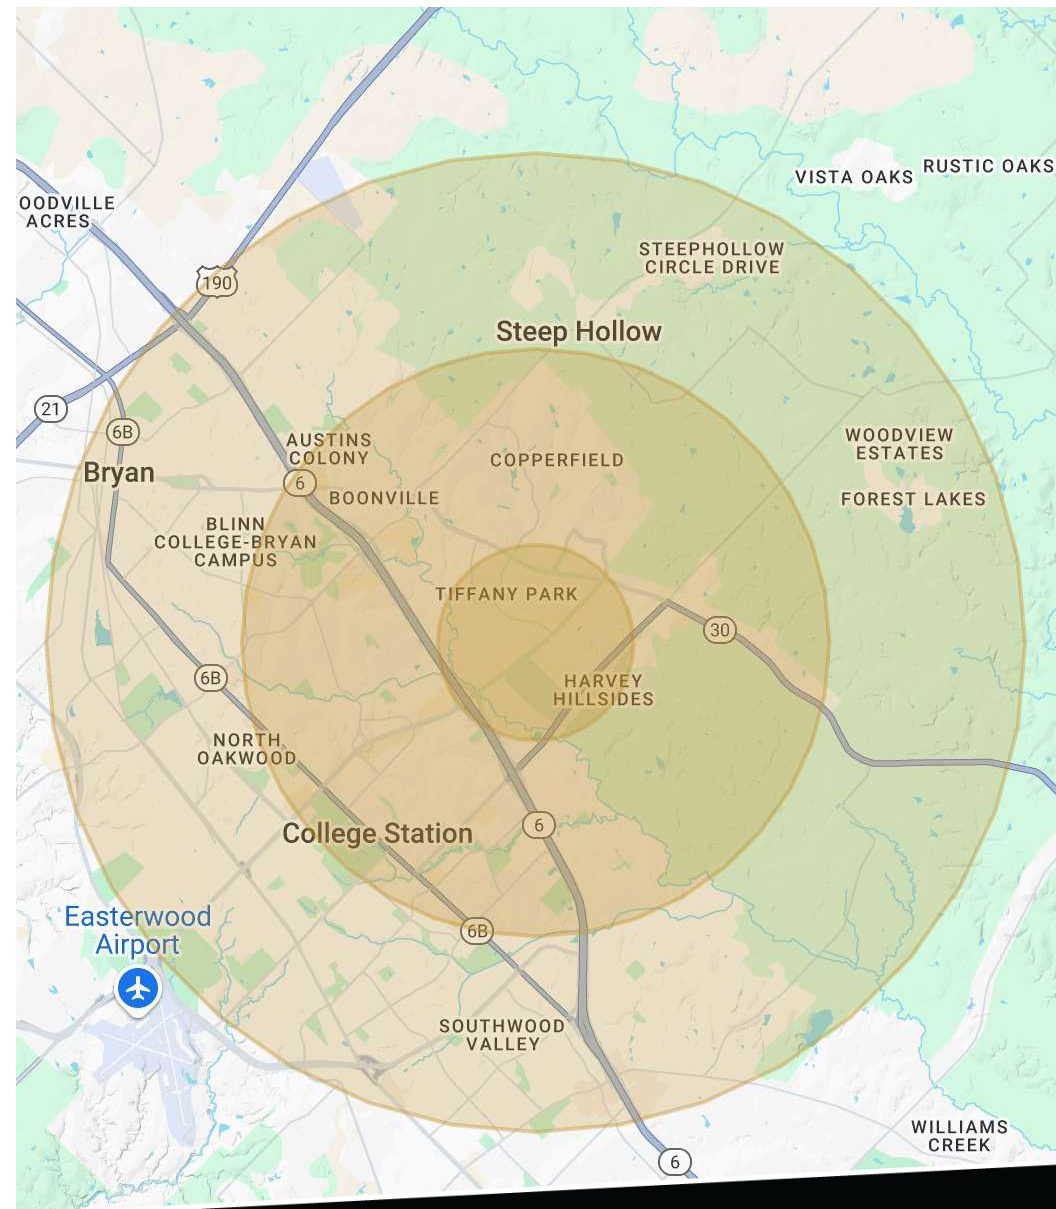 VISTA OAKS
RUSTIC OAKS
OODVILLE
ACRES
STEEPHOLLOW
CIRCLE DRIVE
190
Steep Hollow
21
6B
AUSTINS
COLONY
WOODVIEW
ESTATES
COPPERFIELD
Bryan
6
BOONVILLE
FOREST LAKES
BLINN
COLLEGE-BRYAN
CAMPUS
TIFFANY PARK
30
6B
HARVEY
HILLSIDES
NORTH
OAKWOOD
College Station
6
Easterwood
Airport
6B
SOUTHWOOD
VALLEY
WILLIAMS
CREEK
6